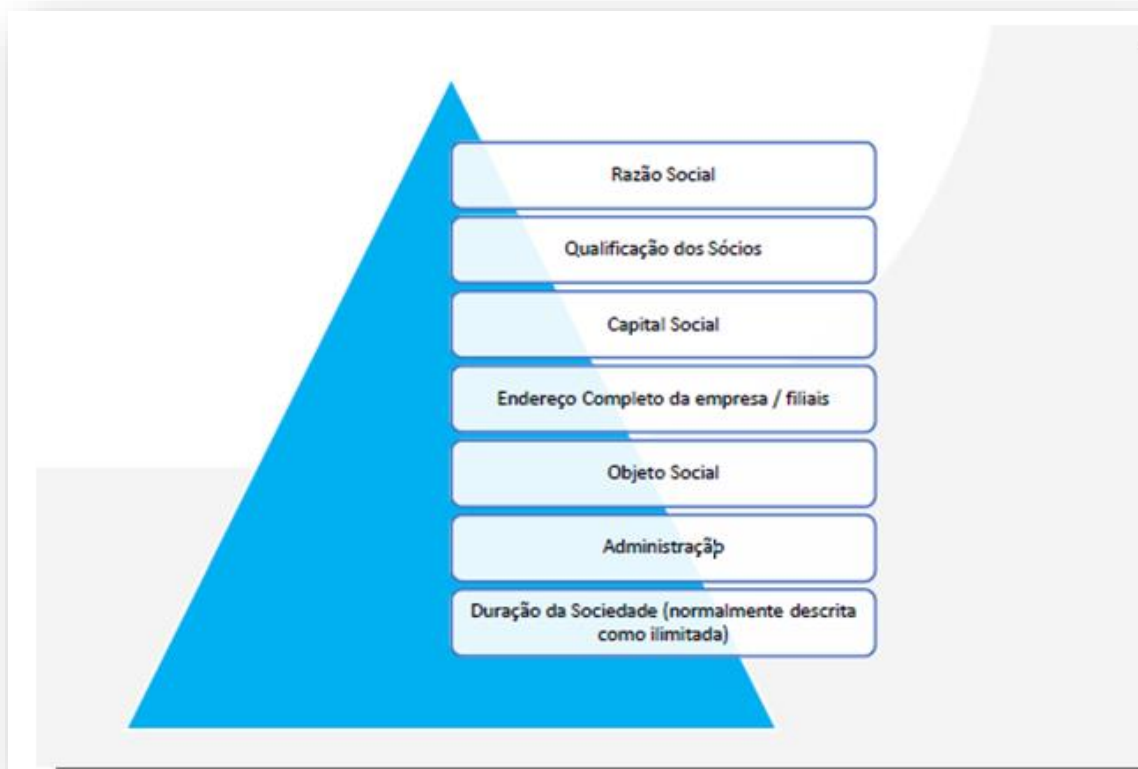 Razão Social
Qualificação dos Sócios
Capital Social
Endereço Completo da empresa / filiais
Objeto Social
Administração
Duração da Sociedade (normalmente descrita
como ilimitada)